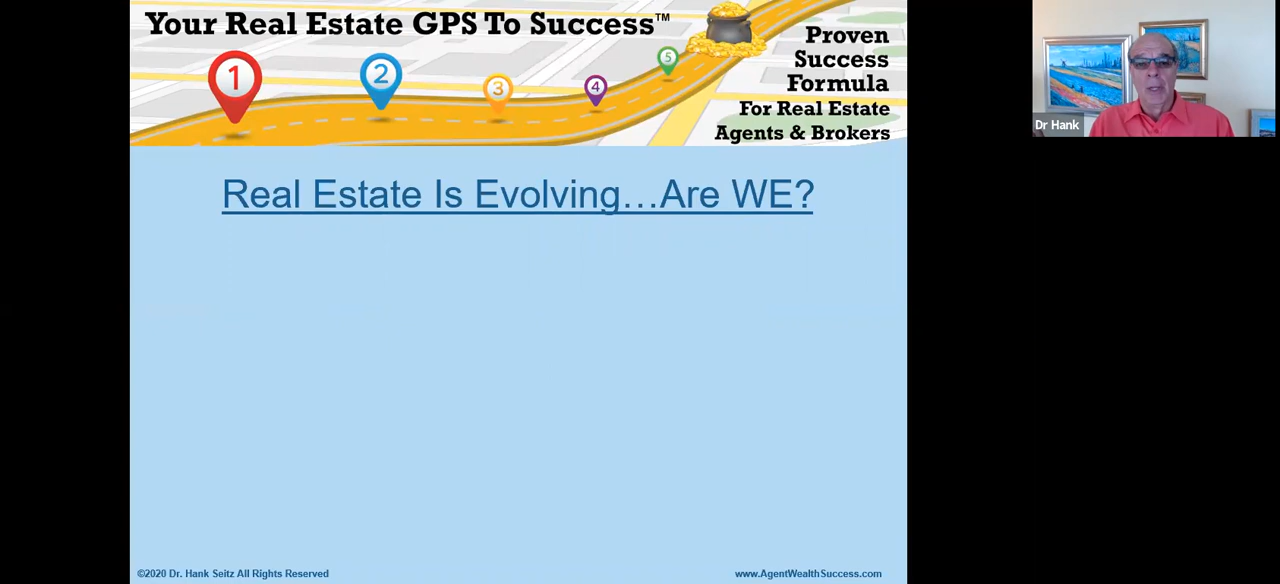 Your Real Estate GPS To Success™
1
2
3
4
5
Proven
Success
Formula
For Real Estate
Agents & Brokers
Dr Hank
Real Estate Is Evolving…Are WE?
©2020 Dr. Hank Seitz All Rights Reserved
www.AgentWealthSuccess.com